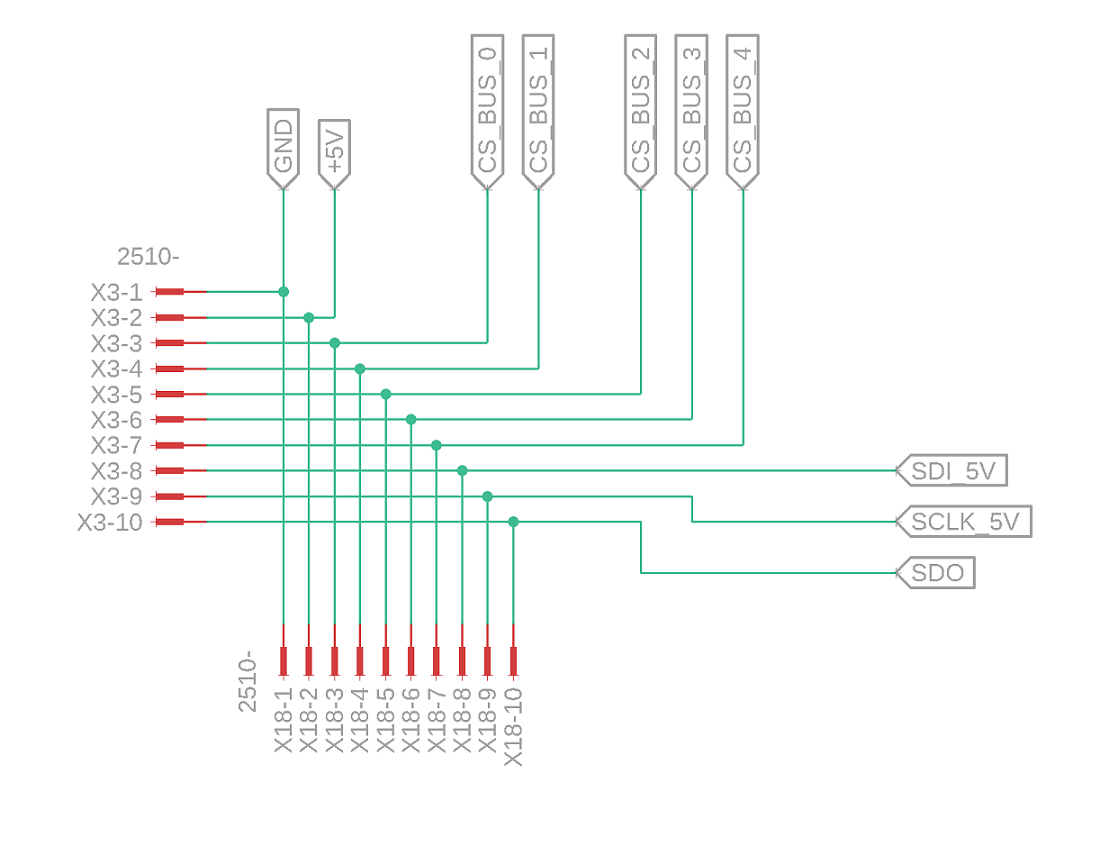 CS_BUS_0
CS_BUS_1
CS_BUS_2
CS_BUS_3
CS_BUS_4
GND
+5V
2510-
X3-1
X3-2
X3-3
X3-4
X3-5
X3-6
X3-7
X3-8
X3-9
X3-10
SDI_5V
SCLK_5V
SDO
2510-
X18-1
X18-2
X18-3
X18-4
X18-5
X18-6
X18-7
X18-8
X18-9
X18-10